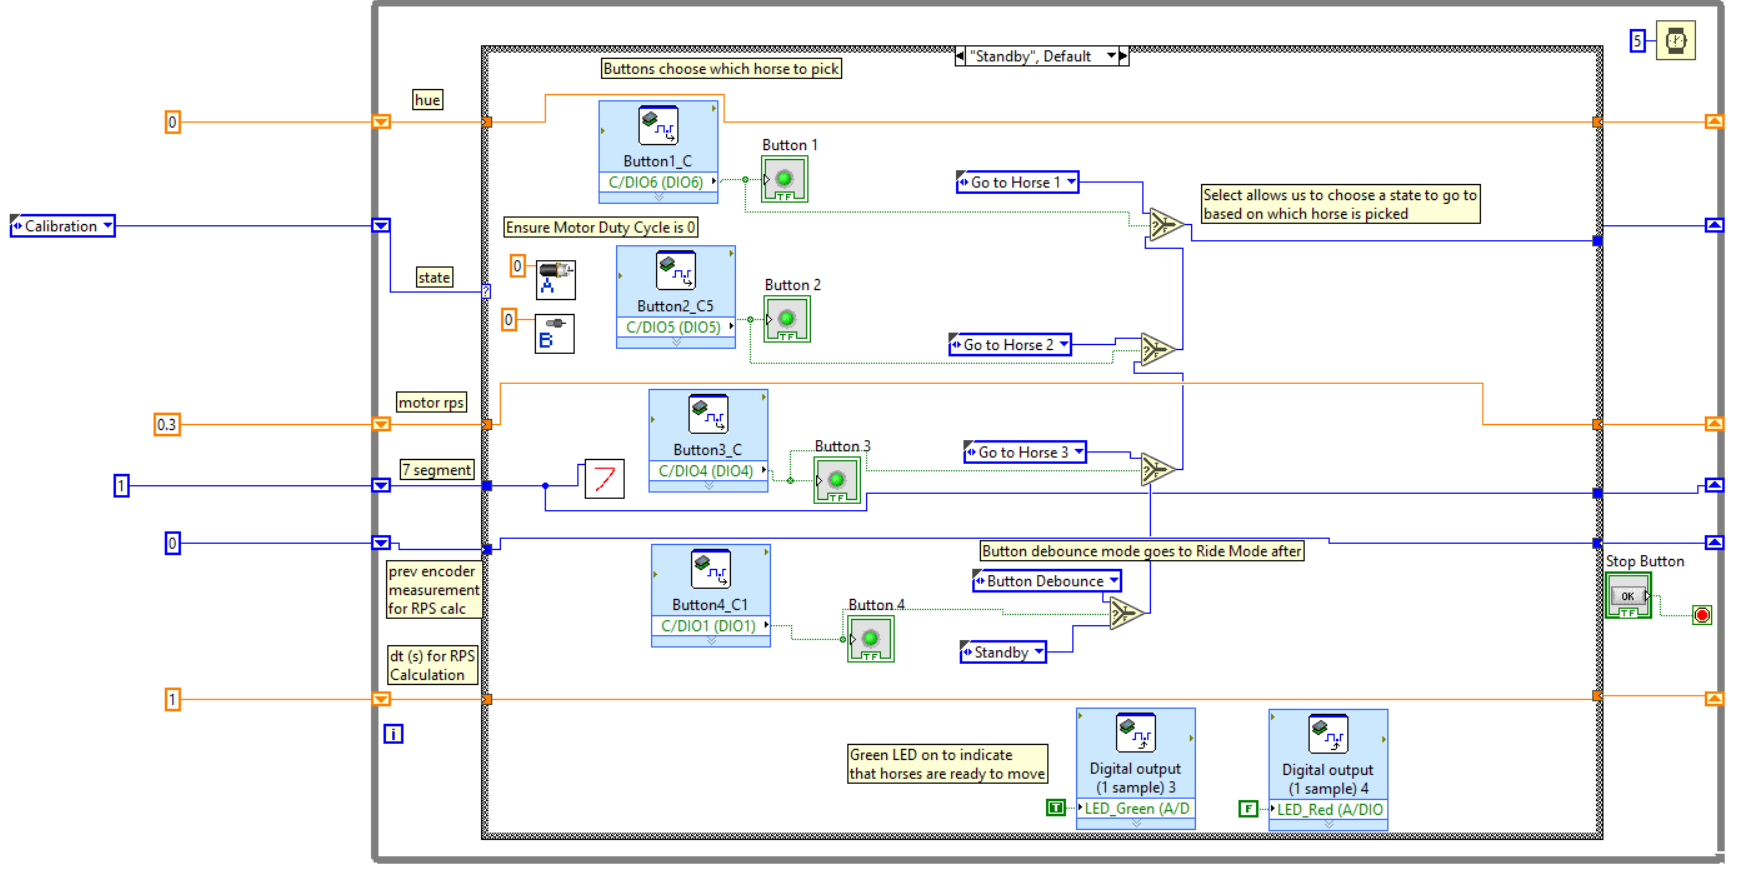 "Standby", Default
5
Buttons choose which horse to pick
hue
0
Button1_C
C/DIO6 (DIO6)
Button 1
TF
Go to Horse 1
Select allows us to choose a state to go to
based on which horse is picked
Calibration
Ensure Motor Duty Cycle is 0
state
0
A
0
B
Button2_C5
C/DIO5 (DIO5)
Button 2
TF
Go to Horse 2
motor rps
0.3
Button3_C
C/DIO4 (DIO4)
Button 3
TF
Go to Horse 3
7 segment
1
7
0
prev encoder
measurement
for RPS calc
Button4_C1
C/DIO1 (DIO1)
Button 4
TF
Button debounce mode goes to Ride Mode after
Button Debounce
Standby
Stop Button
OK
TF
dt (s) for RPS
Calculation
1
i
Green LED on to indicate
that horses are ready to move
Digital output
(1 sample) 3
T
LED_Green (A/D
Digital output
(1 sample) 4
F
LED_Red (A/DIO